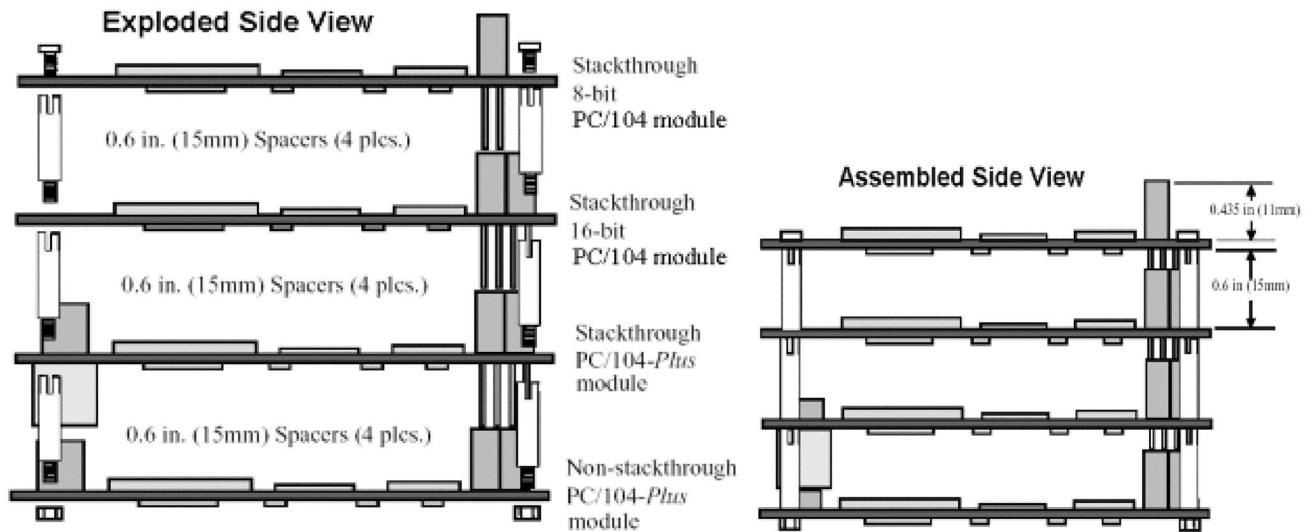 Exploded Side View
Stackthrough
8-bit
PC/104 module
0.6 in. (15mm) Spacers (4 plcs.)
Stackthrough
16-bit
PC/104 module
0.6 in. (15mm) Spacers (4 plcs.)
Stackthrough
PC/104-Plus
module
0.6 in. (15mm) Spacers (4 plcs.)
Non-stackthrough
PC/104-Plus
module
Assembled Side View
0.435 in (11mm)
0.6 in (15mm)